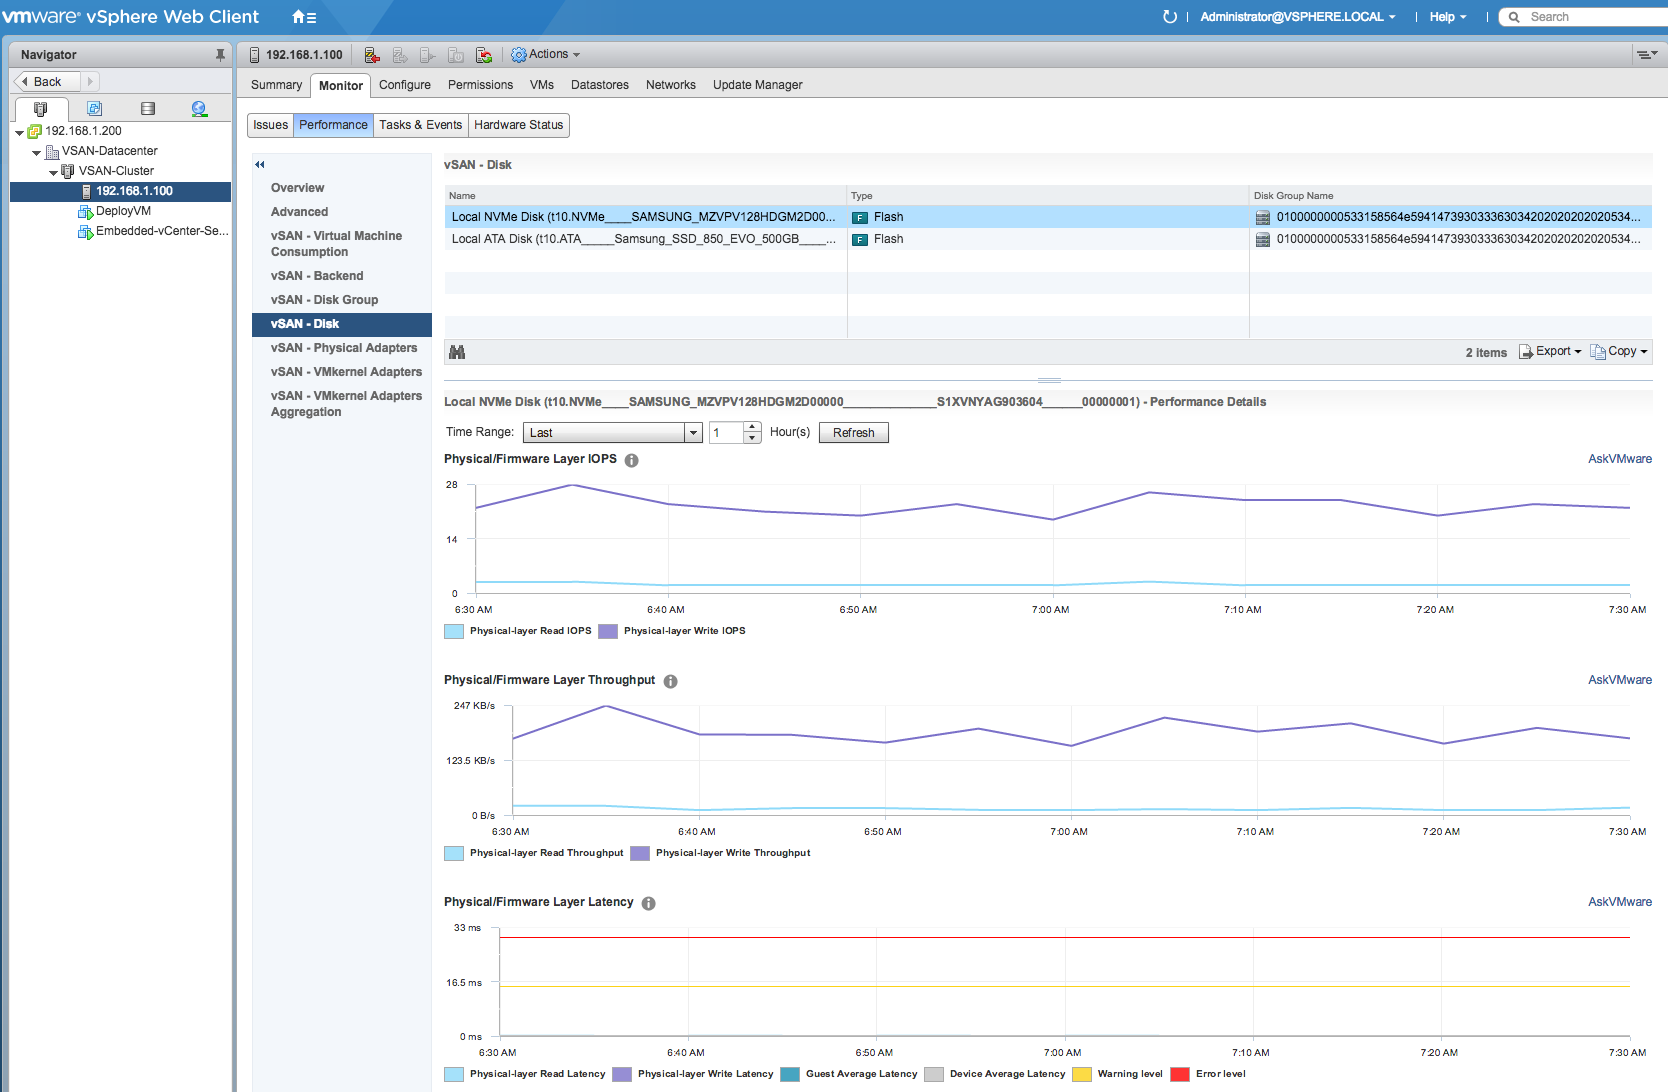 vmware® vSphere Web Client
Administrator@VSPHERE.LOCAL
Help
Search
Navigator
Back
192.168.1.200
VSAN-Datacenter
VSAN-Cluster
192.168.1.100
DeployVM
Embedded-vCenter-Se...
192.168.1.100
Actions
Summary Monitor Configure Permissions VMs Datastores Networks Update Manager
Issues Performance Tasks & Events Hardware Status
Overview
Advanced
vSAN - Virtual Machine
Consumption
vSAN - Backend
vSAN - Disk Group
vSAN - Disk
vSAN - Physical Adapters
vSAN - VMkernel Adapters
vSAN - VMkernel Adapters
Aggregation
vSAN - Disk
Name Type Disk Group Name
Local NVMe Disk (t10.NVMe____SAMSUNG_MZVPV128HDGM2D00... F Flash
Local ATA Disk (t10.ATA_____Samsung_SSD_850_EVO_500GB____... F Flash
2 items Export Copy
Local NVMe Disk (t10.NVMe____SAMSUNG_MZVPV128HDGM2D00000______________S1XVNYAG903604______00000001) - Performance Details
Time Range: Last 1 Hour(s) Refresh
Physical/Firmware Layer IOPS AskVMware
28
14
0
6:30 AM 6:40 AM 6:50 AM 7:00 AM 7:10 AM 7:20 AM 7:30 AM
Physical-layer Read IOPS Physical-layer Write IOPS
Physical/Firmware Layer Throughput AskVMware
247 KB/s
123.5 KB/s
0 B/s
6:30 AM 6:40 AM 6:50 AM 7:00 AM 7:10 AM 7:20 AM 7:30 AM
Physical-layer Read Throughput Physical-layer Write Throughput
Physical/Firmware Layer Latency AskVMware
33 ms
16.5 ms
0 ms
6:30 AM 6:40 AM 6:50 AM 7:00 AM 7:10 AM 7:20 AM 7:30 AM
Physical-layer Read Latency Physical-layer Write Latency Guest Average Latency Device Average Latency Warning level Error level